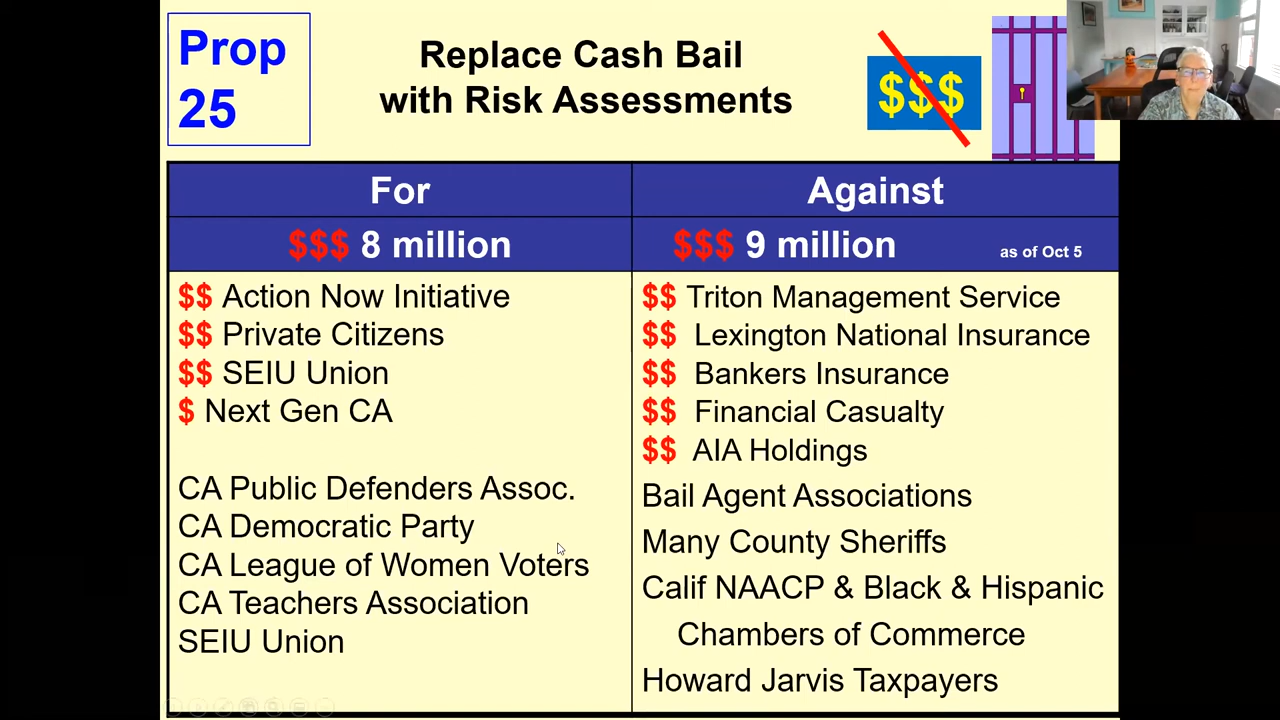 Prop
25
Replace Cash Bail
with Risk Assessments
$$$
For
Against
$$$ 8 million
$$$ 9 million
as of Oct 5
$$ Action Now Initiative
$$ Private Citizens
$$ SEIU Union
$ Next Gen CA
CA Public Defenders Assoc.
CA Democratic Party
CA League of Women Voters
CA Teachers Association
SEIU Union
$$ Triton Management Service
$$ Lexington National Insurance
$$ Bankers Insurance
$$ Financial Casualty
$$ AIA Holdings
Bail Agent Associations
Many County Sheriffs
Calif NAACP & Black & Hispanic
Chambers of Commerce
Howard Jarvis Taxpayers